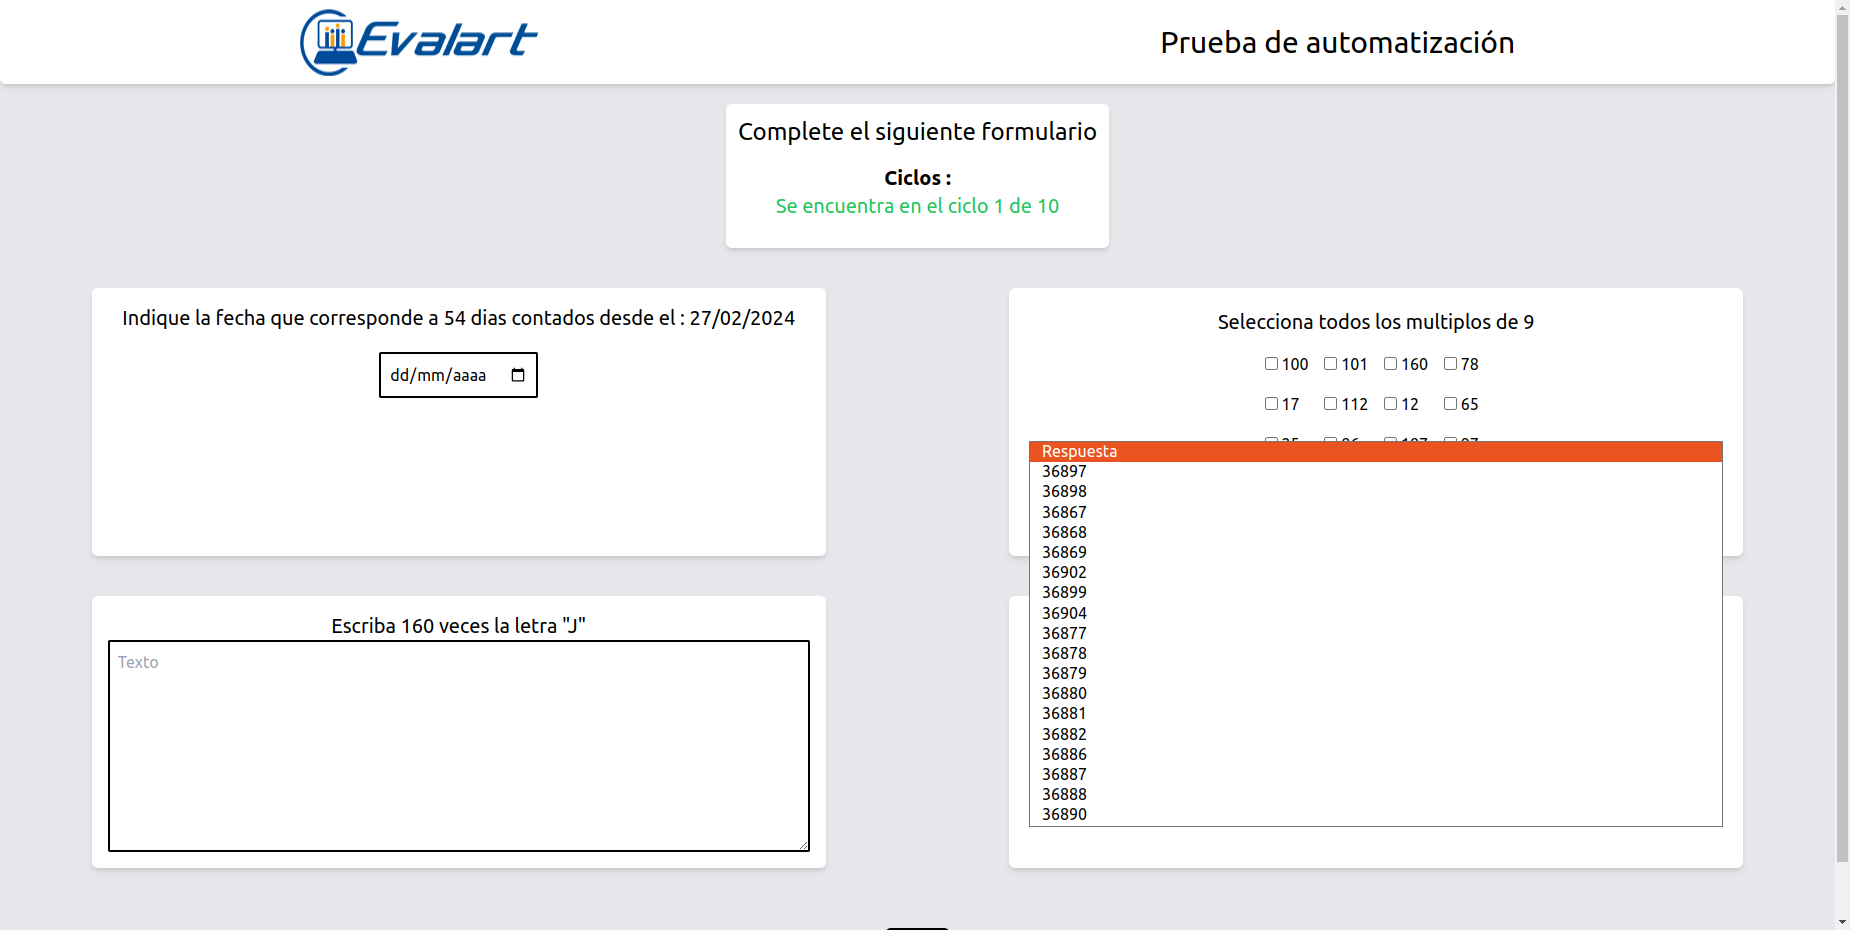 Evalart
Prueba de automatización
Complete el siguiente formulario
Ciclos :
Se encuentra en el ciclo 1 de 10
Indique la fecha que corresponde a 54 dias contados desde el : 27/02/2024
dd/mm/aaaa
Selecciona todos los multiplos de 9
100 101 160 78
17 112 12 65
Respuesta
36897
36898
36867
36868
36869
36902
36899
36904
36877
36878
36879
36880
36881
36882
36886
36887
36888
36890
Escriba 160 veces la letra "J"
Texto